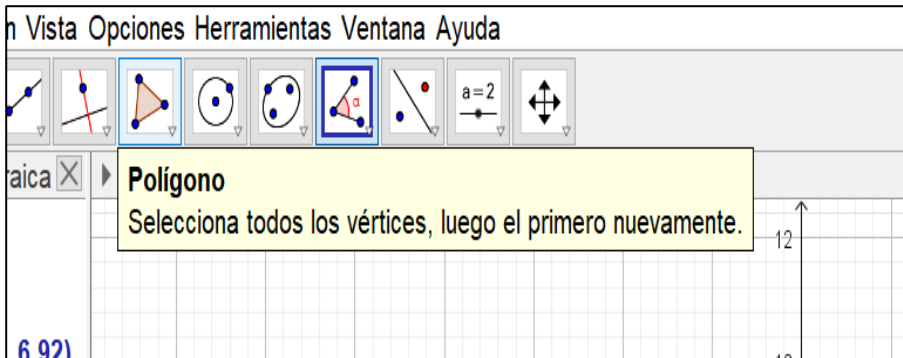 n Vista Opciones Herramientas Ventana Ayuda
α
a=2
raica
Polígono
Selecciona todos los vértices, luego el primero nuevamente.
12
6.92)